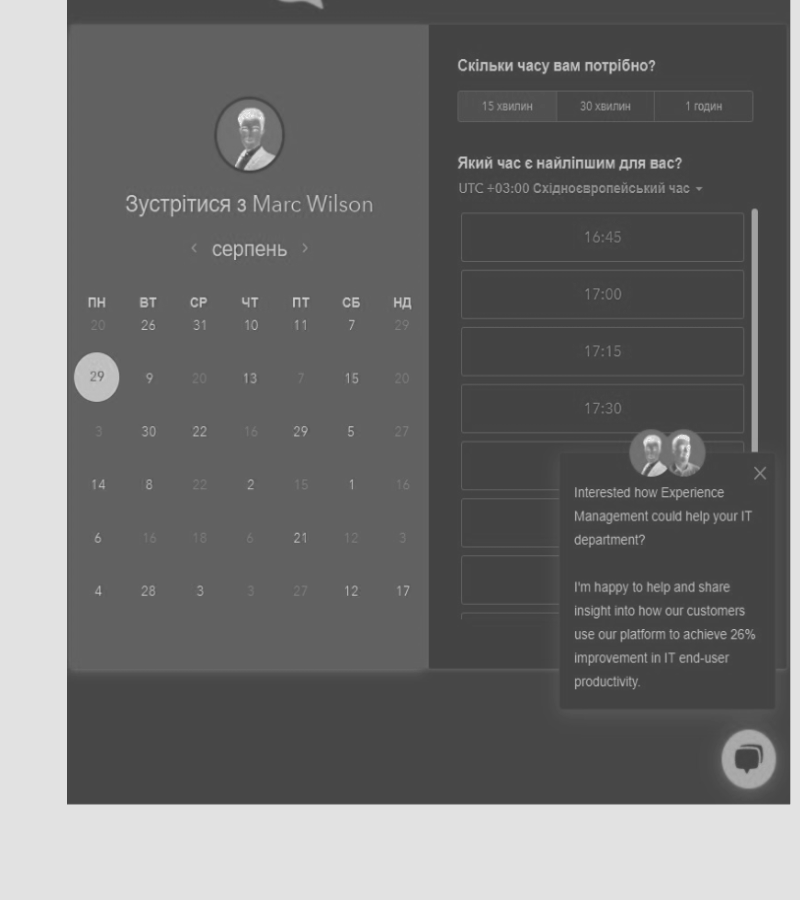 Зустрітися з Marc Wilson
серпень
ПН ВТ СР ЧТ ПТ СБ НД
20 26 31 10 11 7 29
29 9 20 13 7 15 20
3 30 22 16 29 5 27
14 8 22 2 15 1 16
6 16 18 6 21 12 3
4 28 3 3 27 12 17
Скільки часу вам потрібно?
15 хвилин 30 хвилин 1 годин
Який час є найліпшим для вас?
UTC +03:00 Східноєвропейський час
16:45
17:00
17:15
17:30
Interested how Experience
Management could help your IT
department?
I'm happy to help and share
insight into how our customers
use our platform to achieve 26%
improvement in IT end-user
productivity.